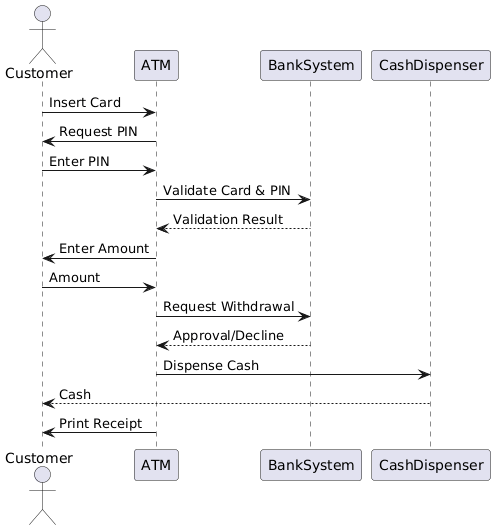 Customer
ATM
BankSystem
CashDispenser
Insert Card
Request PIN
Enter PIN
Validate Card & PIN
Validation Result
Enter Amount
Amount
Request Withdrawal
Approval/Decline
Dispense Cash
Cash
Print Receipt
Customer
ATM
BankSystem
CashDispenser